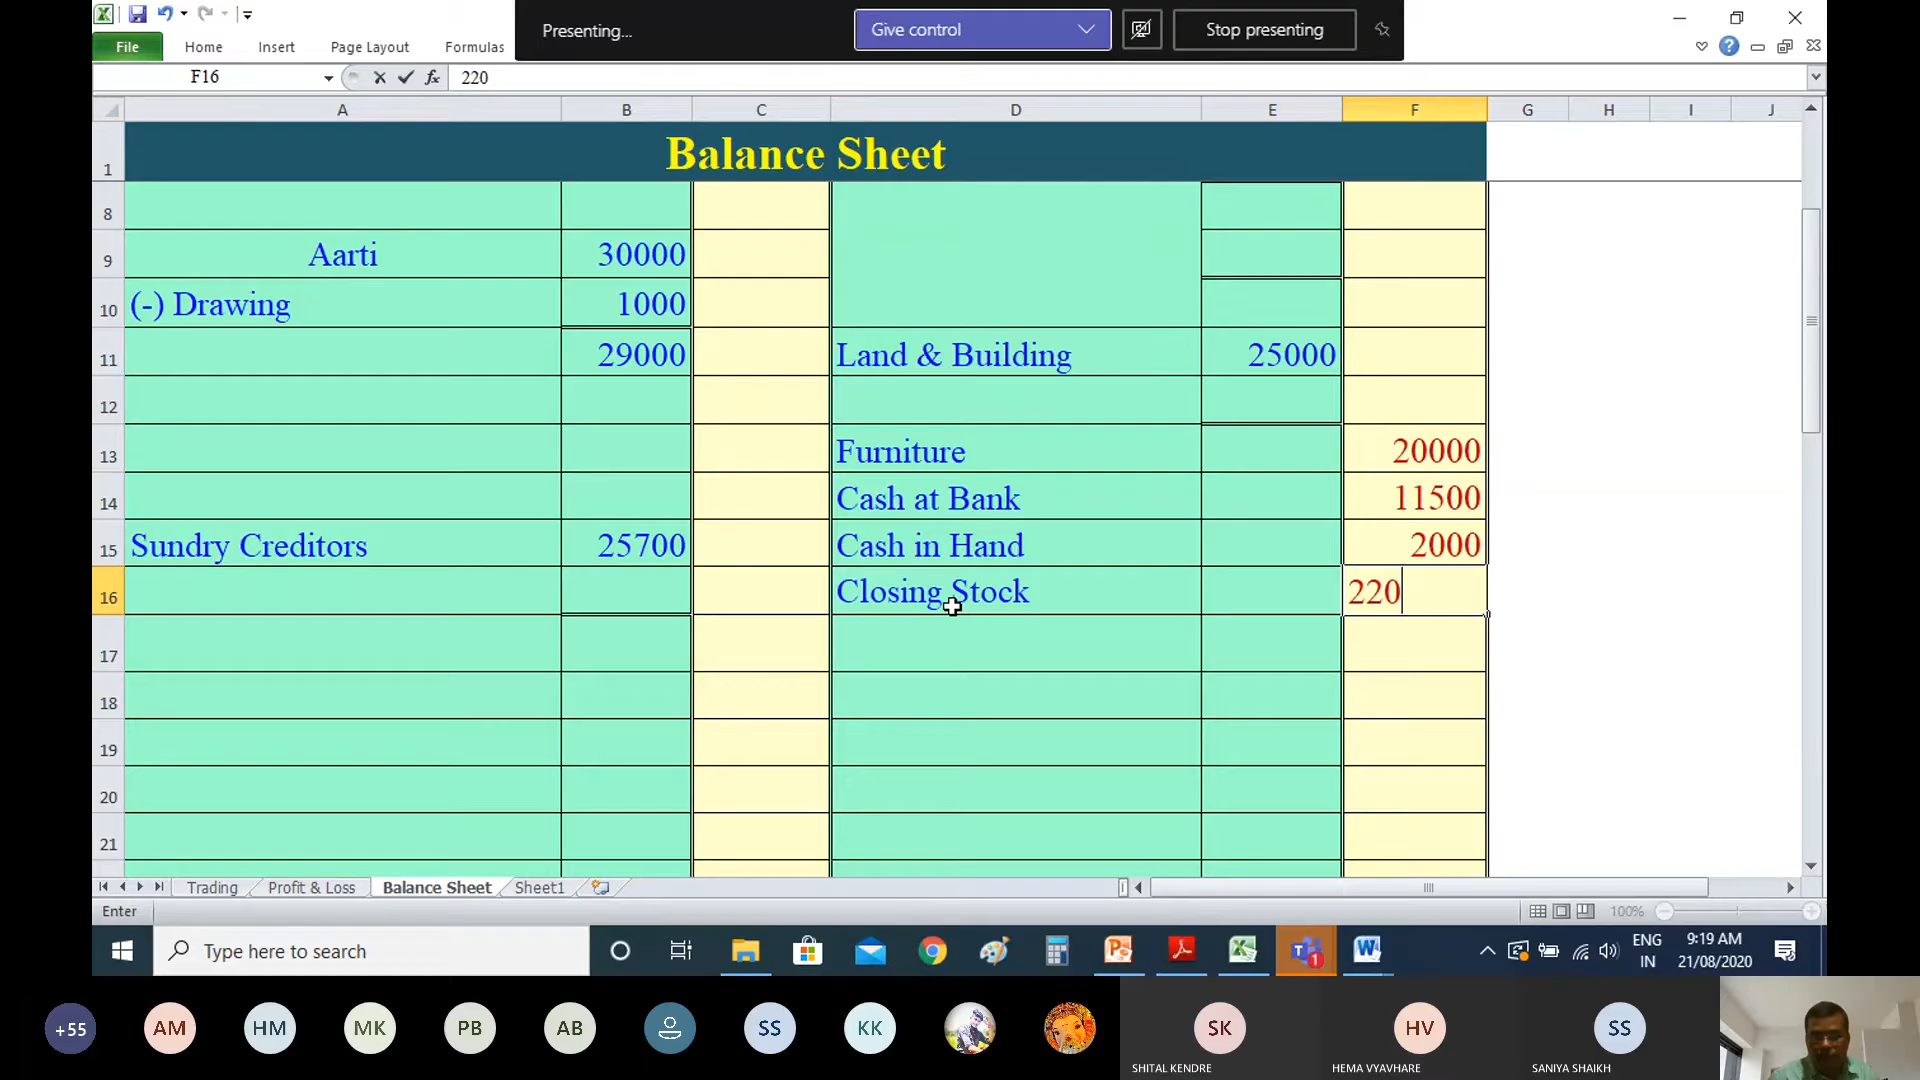 Presenting...
Give control
Stop presenting
File Home Insert Page Layout Formulas
F16 fx 220
A B C D E F G H I J
1 Balance Sheet
8
9 Aarti 30000
10 (-) Drawing 1000
11 29000 Land & Building 25000
12
13 Furniture 20000
14 Cash at Bank 11500
15 Sundry Creditors 25700 Cash in Hand 2000
16 Closing Stock 220
17
18
19
20
21
Trading Profit & Loss Balance Sheet Sheet1
Enter 100%
Type here to search
ENG 9:19 AM
IN 21/08/2020
+55 AM HM MK PB AB SS KK SK HV SS
SHITAL KENDRE HEMA VYAVHARE SANIYA SHAIKH